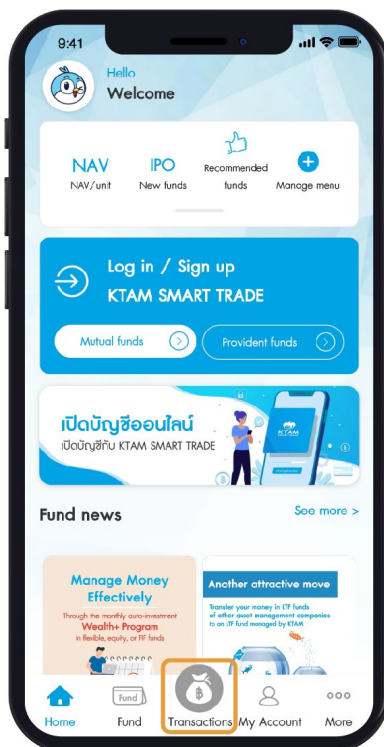 9:41
Hello
Welcome
NAV
NAV/unit
IPO
New funds
Recommended
funds
Manage menu
Log in / Sign up
KTAM SMART TRADE
Mutual funds
Provident funds
เปิดบัญชีออนไลน์
เปิดบัญชีกับ KTAM SMART TRADE
KTAM
Fund news
See more >
Manage Money
Effectively
Through the monthly auto-investment
Wealth+ Program
in flexible, equity, or FIF funds
Another attractive move
Transfer your money in LTF funds
of other asset management companies
to an LTF fund managed by KTAM
Home
Fund
Fund
฿
Transactions
My Account
More